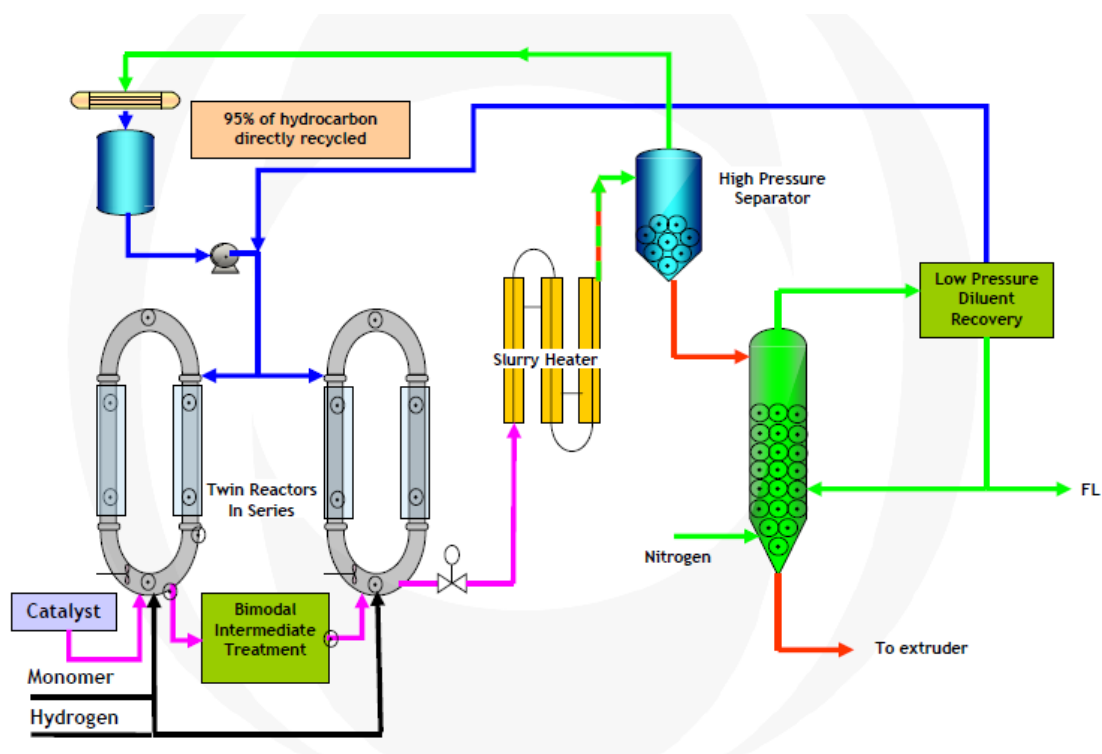 95% of hydrocarbon
directly recycled
High Pressure
Separator
Low Pressure
Diluent
Recovery
Slurry Heater
Twin Reactors
In Series
FL
Nitrogen
Catalyst
Bimodal
Intermediate
Treatment
To extruder
Monomer
Hydrogen